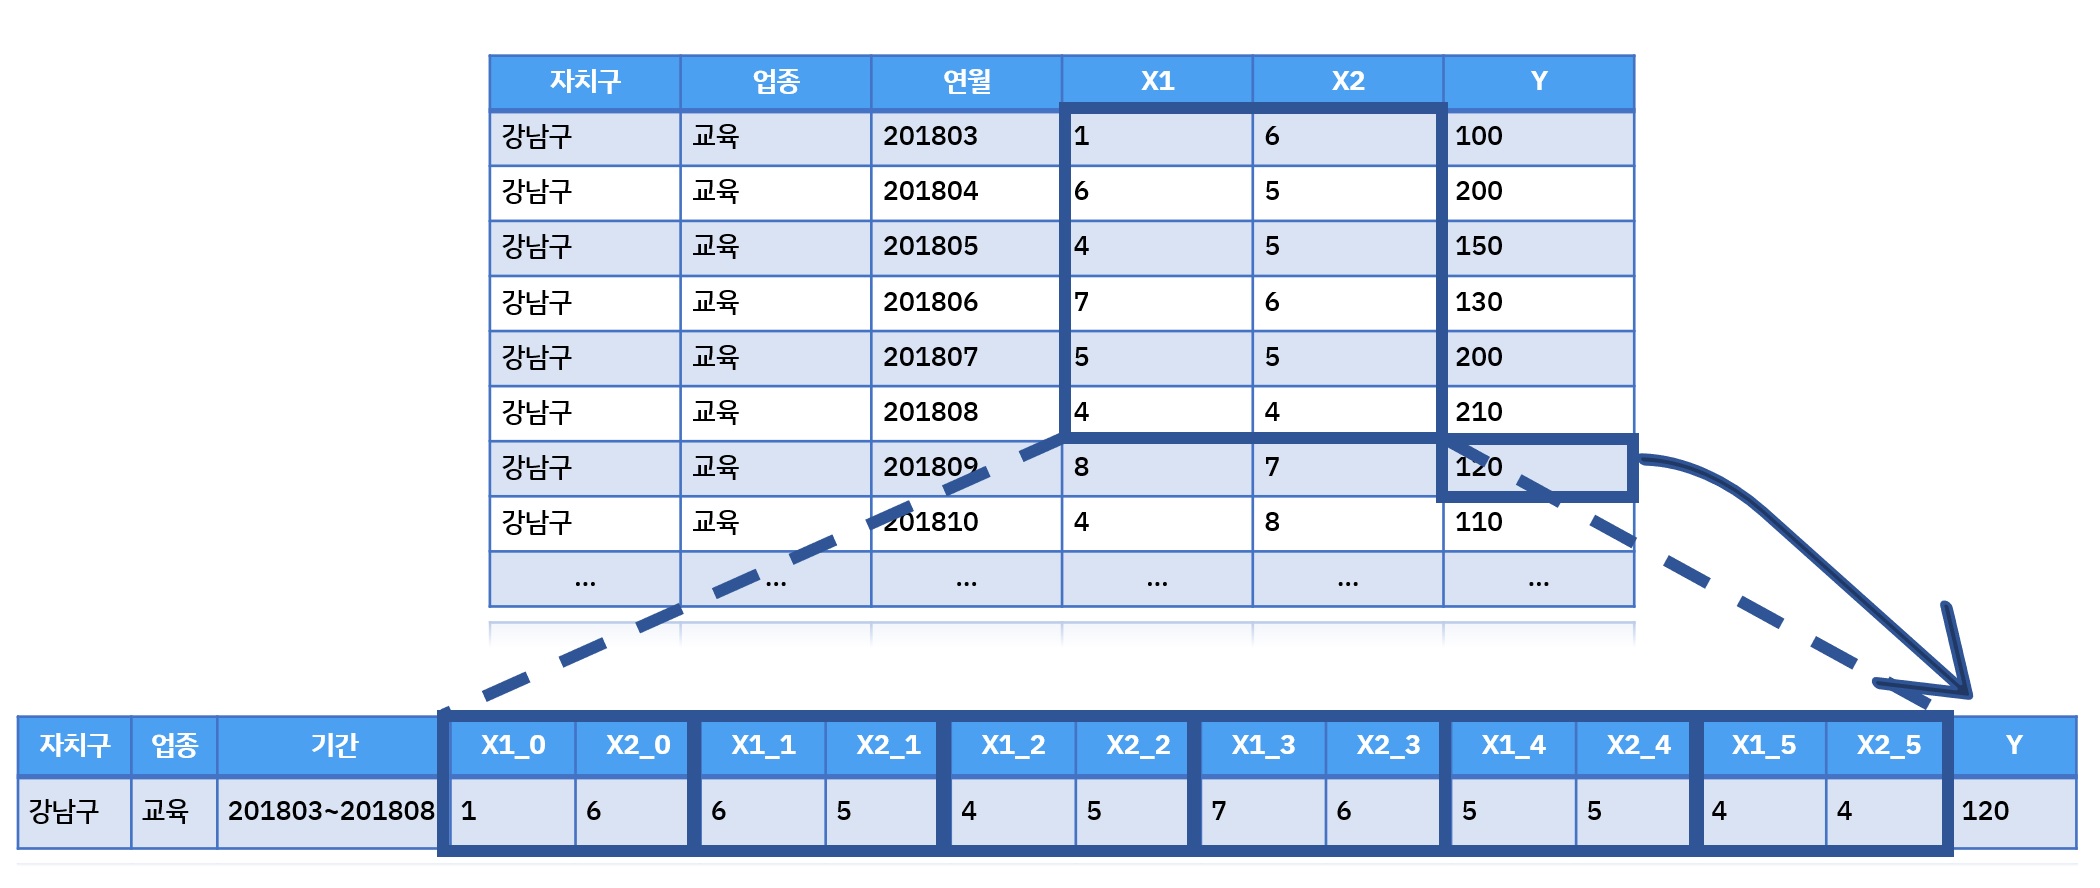 자치구 업종 연월 X1 X2 Y
강남구 교육 201803 1 6 100
강남구 교육 201804 6 5 200
강남구 교육 201805 4 5 150
강남구 교육 201806 7 6 130
강남구 교육 201807 5 5 200
강남구 교육 201808 4 4 210
강남구 교육 201809 8 7 120
강남구 교육 201810 4 8 110
... ... ... ... ... ...
자치구 업종 기간 X1_0 X2_0 X1_1 X2_1 X1_2 X2_2 X1_3 X2_3 X1_4 X2_4 X1_5 X2_5 Y
강남구 교육 201803~201808 1 6 6 5 4 5 7 6 5 5 4 4 120